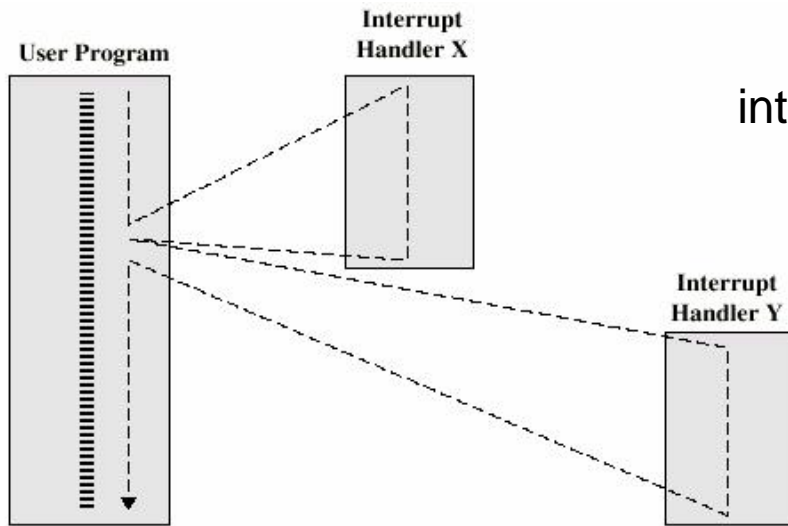 User Program
Interrupt
Handler X
int
Interrupt
Handler Y